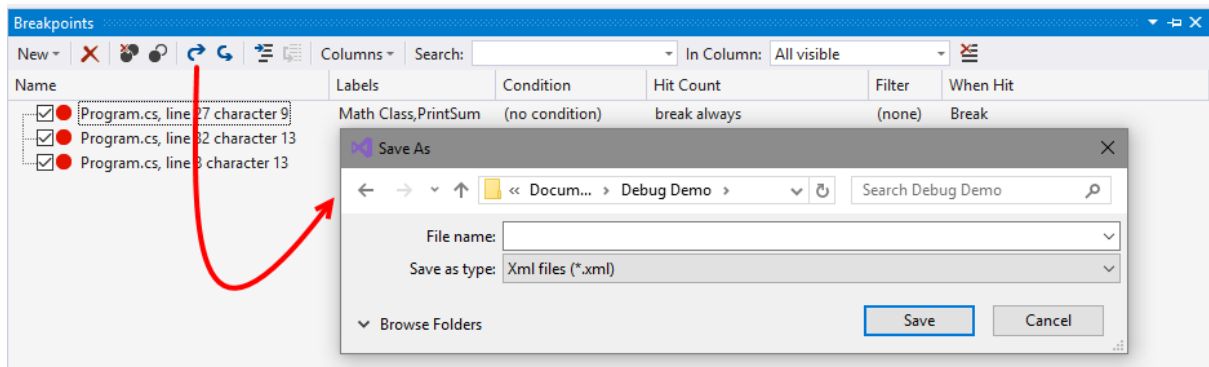 Breakpoints
New Columns Search: In Column: All visible
Name Labels Condition Hit Count Filter When Hit
Program.cs, line 27 character 9 Math Class,PrintSum (no condition) break always (none) Break
Program.cs, line 32 character 13
Program.cs, line 8 character 13
Save As
« Docum... › Debug Demo › Search Debug Demo
File name:
Save as type: Xml files (*.xml)
Browse Folders Save Cancel